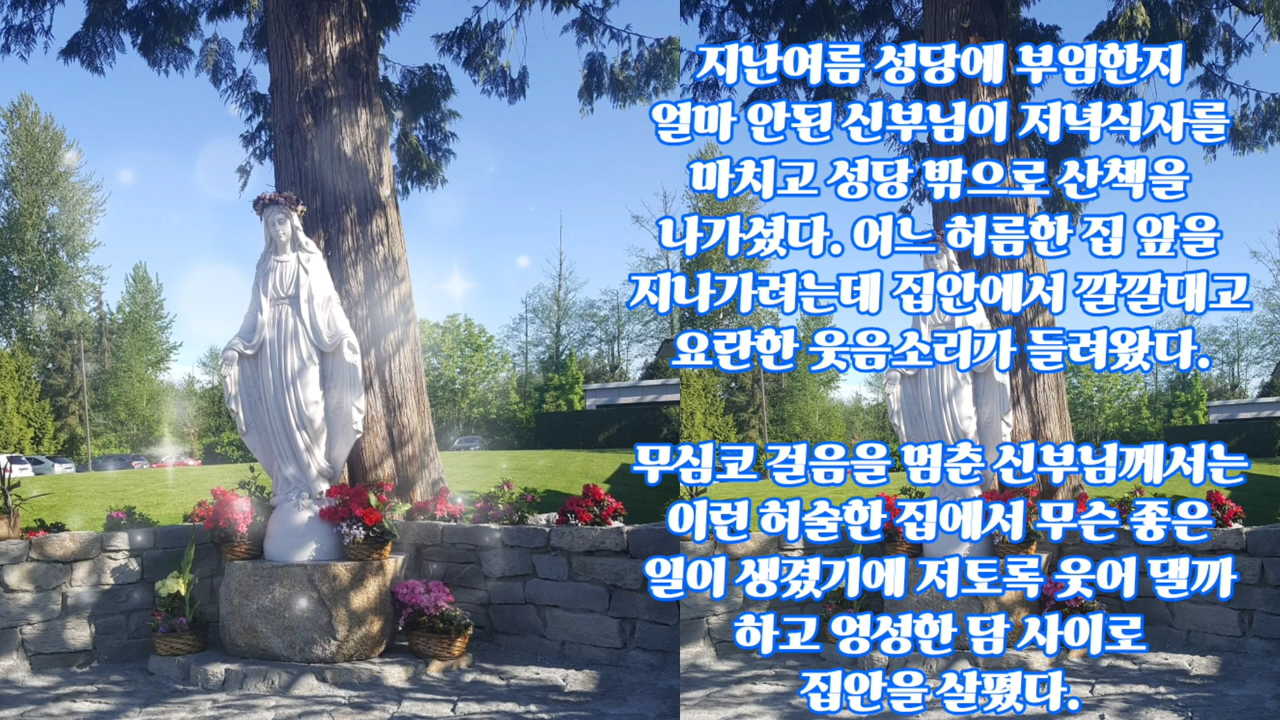 지난여름 성당에 부임한지
얼마 안된 신부님이 저녁식사를
마치고 성당 밖으로 산책을
나가셨다. 어느 허름한 집 앞을
지나가려는데 집안에서 깔깔대고
요란한 웃음소리가 들려왔다.
무심코 걸음을 멈춘 신부님께서는
이런 허술한 집에서 무슨 좋은
일이 생겼기에 저토록 웃어 댈까
하고 엉성한 담 사이로
집안을 살폈다.